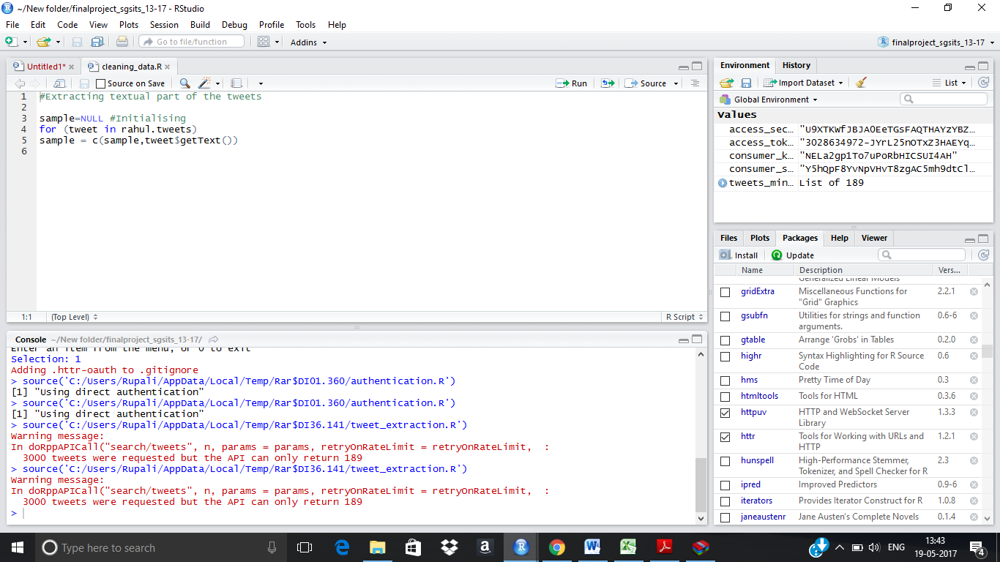 ~/New folder/finalproject_sgsits_13-17 - RStudio
File Edit Code View Plots Session Build Debug Profile Tools Help
Go to file/function Addins finalproject_sgsits_13-17
Untitled1* cleaning_data.R
Source on Save Run Source
1 #Extracting textual part of the tweets
2
3 sample=NULL #Initialising
4 for (tweet in rahul.tweets)
5 sample = c(sample,tweet$getText())
6
1:1 (Top Level) R Script
Console ~/New folder/finalproject_sgsits_13-17/
Enter an item from the menu, or 0 to exit
Selection: 1
Adding .httr-oauth to .gitignore
> source('C:/Users/Rupali/AppData/Local/Temp/Rar$DI01.360/authentication.R')
[1] "Using direct authentication"
> source('C:/Users/Rupali/AppData/Local/Temp/Rar$DI01.360/authentication.R')
[1] "Using direct authentication"
> source('C:/Users/Rupali/AppData/Local/Temp/Rar$DI36.141/tweet_extraction.R')
Warning message:
In doRppAPICall("search/tweets", n, params = params, retryOnRateLimit = retryOnRateLimit, :
3000 tweets were requested but the API can only return 189
> source('C:/Users/Rupali/AppData/Local/Temp/Rar$DI36.141/tweet_extraction.R')
Warning message:
In doRppAPICall("search/tweets", n, params = params, retryOnRateLimit = retryOnRateLimit, :
3000 tweets were requested but the API can only return 189
>
Environment History
Import Dataset List
Global Environment
Values
access_sec… "U9XTKWfJBJA0EeTGsFAQTHAYzYBZ…
access_tok… "3028634972-JYrL25nOTxZ3HAEYq…
consumer_k… "NELa2gp1To7uPoRbHICSUI4AH"
consumer_s… "Y5hQpF8YvNpVHvT8zgAC5mh9dtCl…
tweets_min… List of 189
Files Plots Packages Help Viewer
Install Update
Name Description Vers...
Generalized Linear Models
gridExtra Miscellaneous Functions for "Grid" Graphics 2.2.1
gsubfn Utilities for strings and function arguments. 0.6-6
gtable Arrange 'Grobs' in Tables 0.2.0
highr Syntax Highlighting for R Source Code 0.6
hms Pretty Time of Day 0.3
htmltools Tools for HTML 0.3.6
httpuv HTTP and WebSocket Server Library 1.3.3
httr Tools for Working with URLs and HTTP 1.2.1
hunspell High-Performance Stemmer, Tokenizer, and Spell Checker for R 2.3
ipred Improved Predictors 0.9-6
iterators Provides Iterator Construct for R 1.0.8
janeaustenr Jane Austen's Complete Novels 0.1.4
Type here to search
ENG
13:43
19-05-2017
4